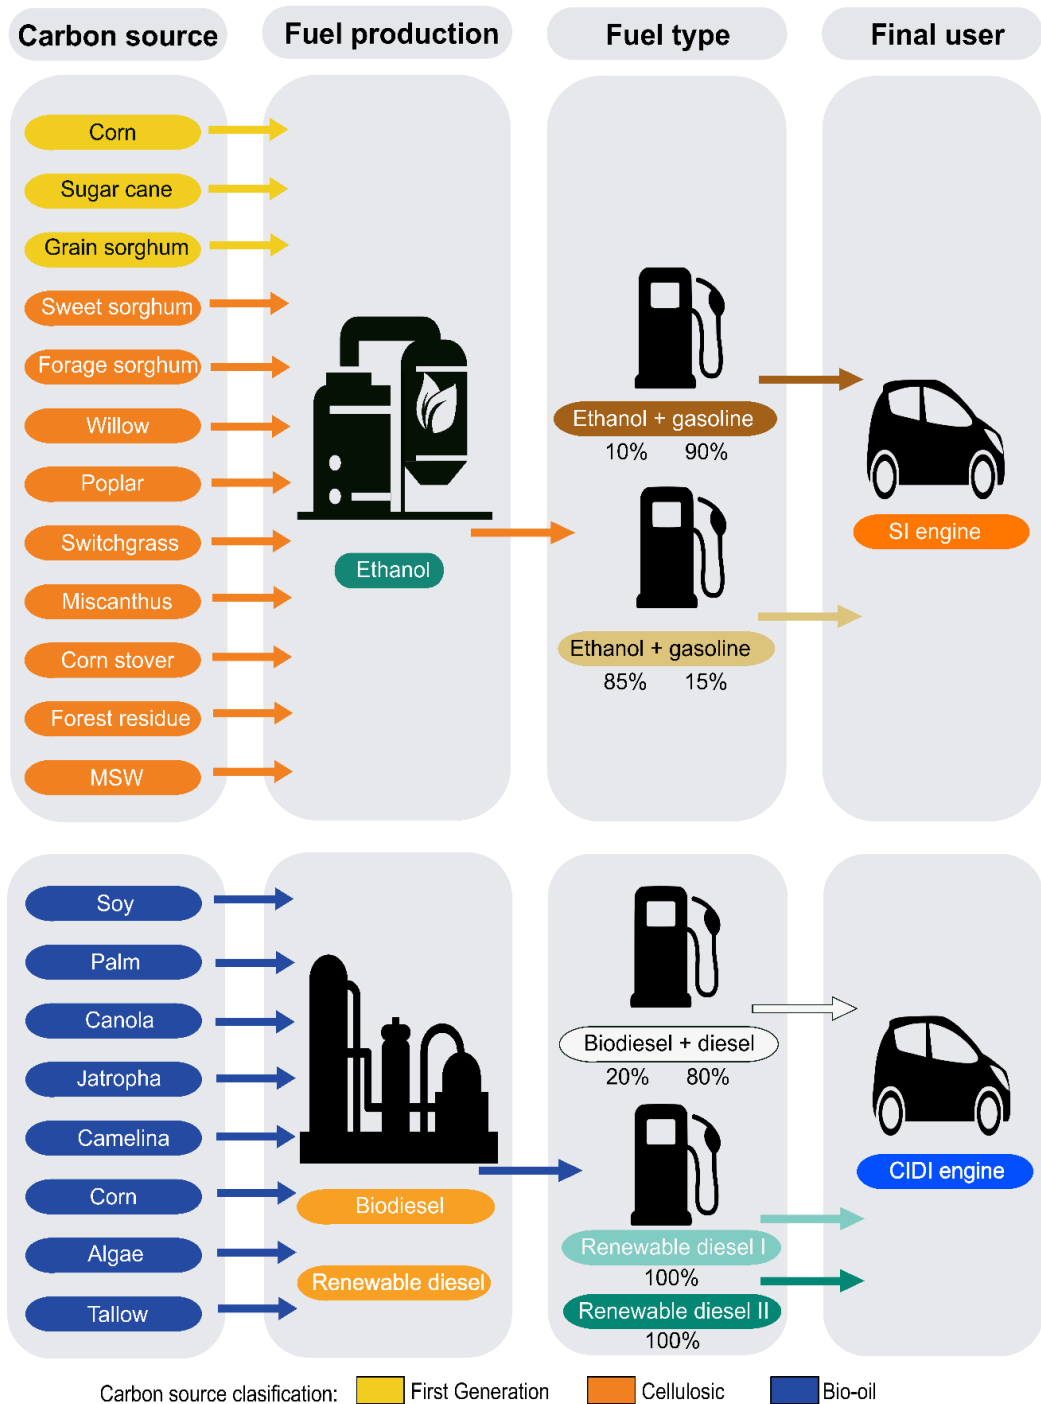 Carbon source
Fuel production
Fuel type
Final user
Corn
Sugar cane
Grain sorghum
Sweet sorghum
Forage sorghum
Willow
Poplar
Switchgrass
Miscanthus
Corn stover
Forest residue
MSW
Ethanol
Ethanol + gasoline
10% 90%
Ethanol + gasoline
85% 15%
SI engine
Soy
Palm
Canola
Jatropha
Camelina
Corn
Algae
Tallow
Biodiesel
Renewable diesel
Biodiesel + diesel
20% 80%
Renewable diesel I
100%
Renewable diesel II
100%
CIDI engine
Carbon source clasification: First Generation Cellulosic Bio-oil